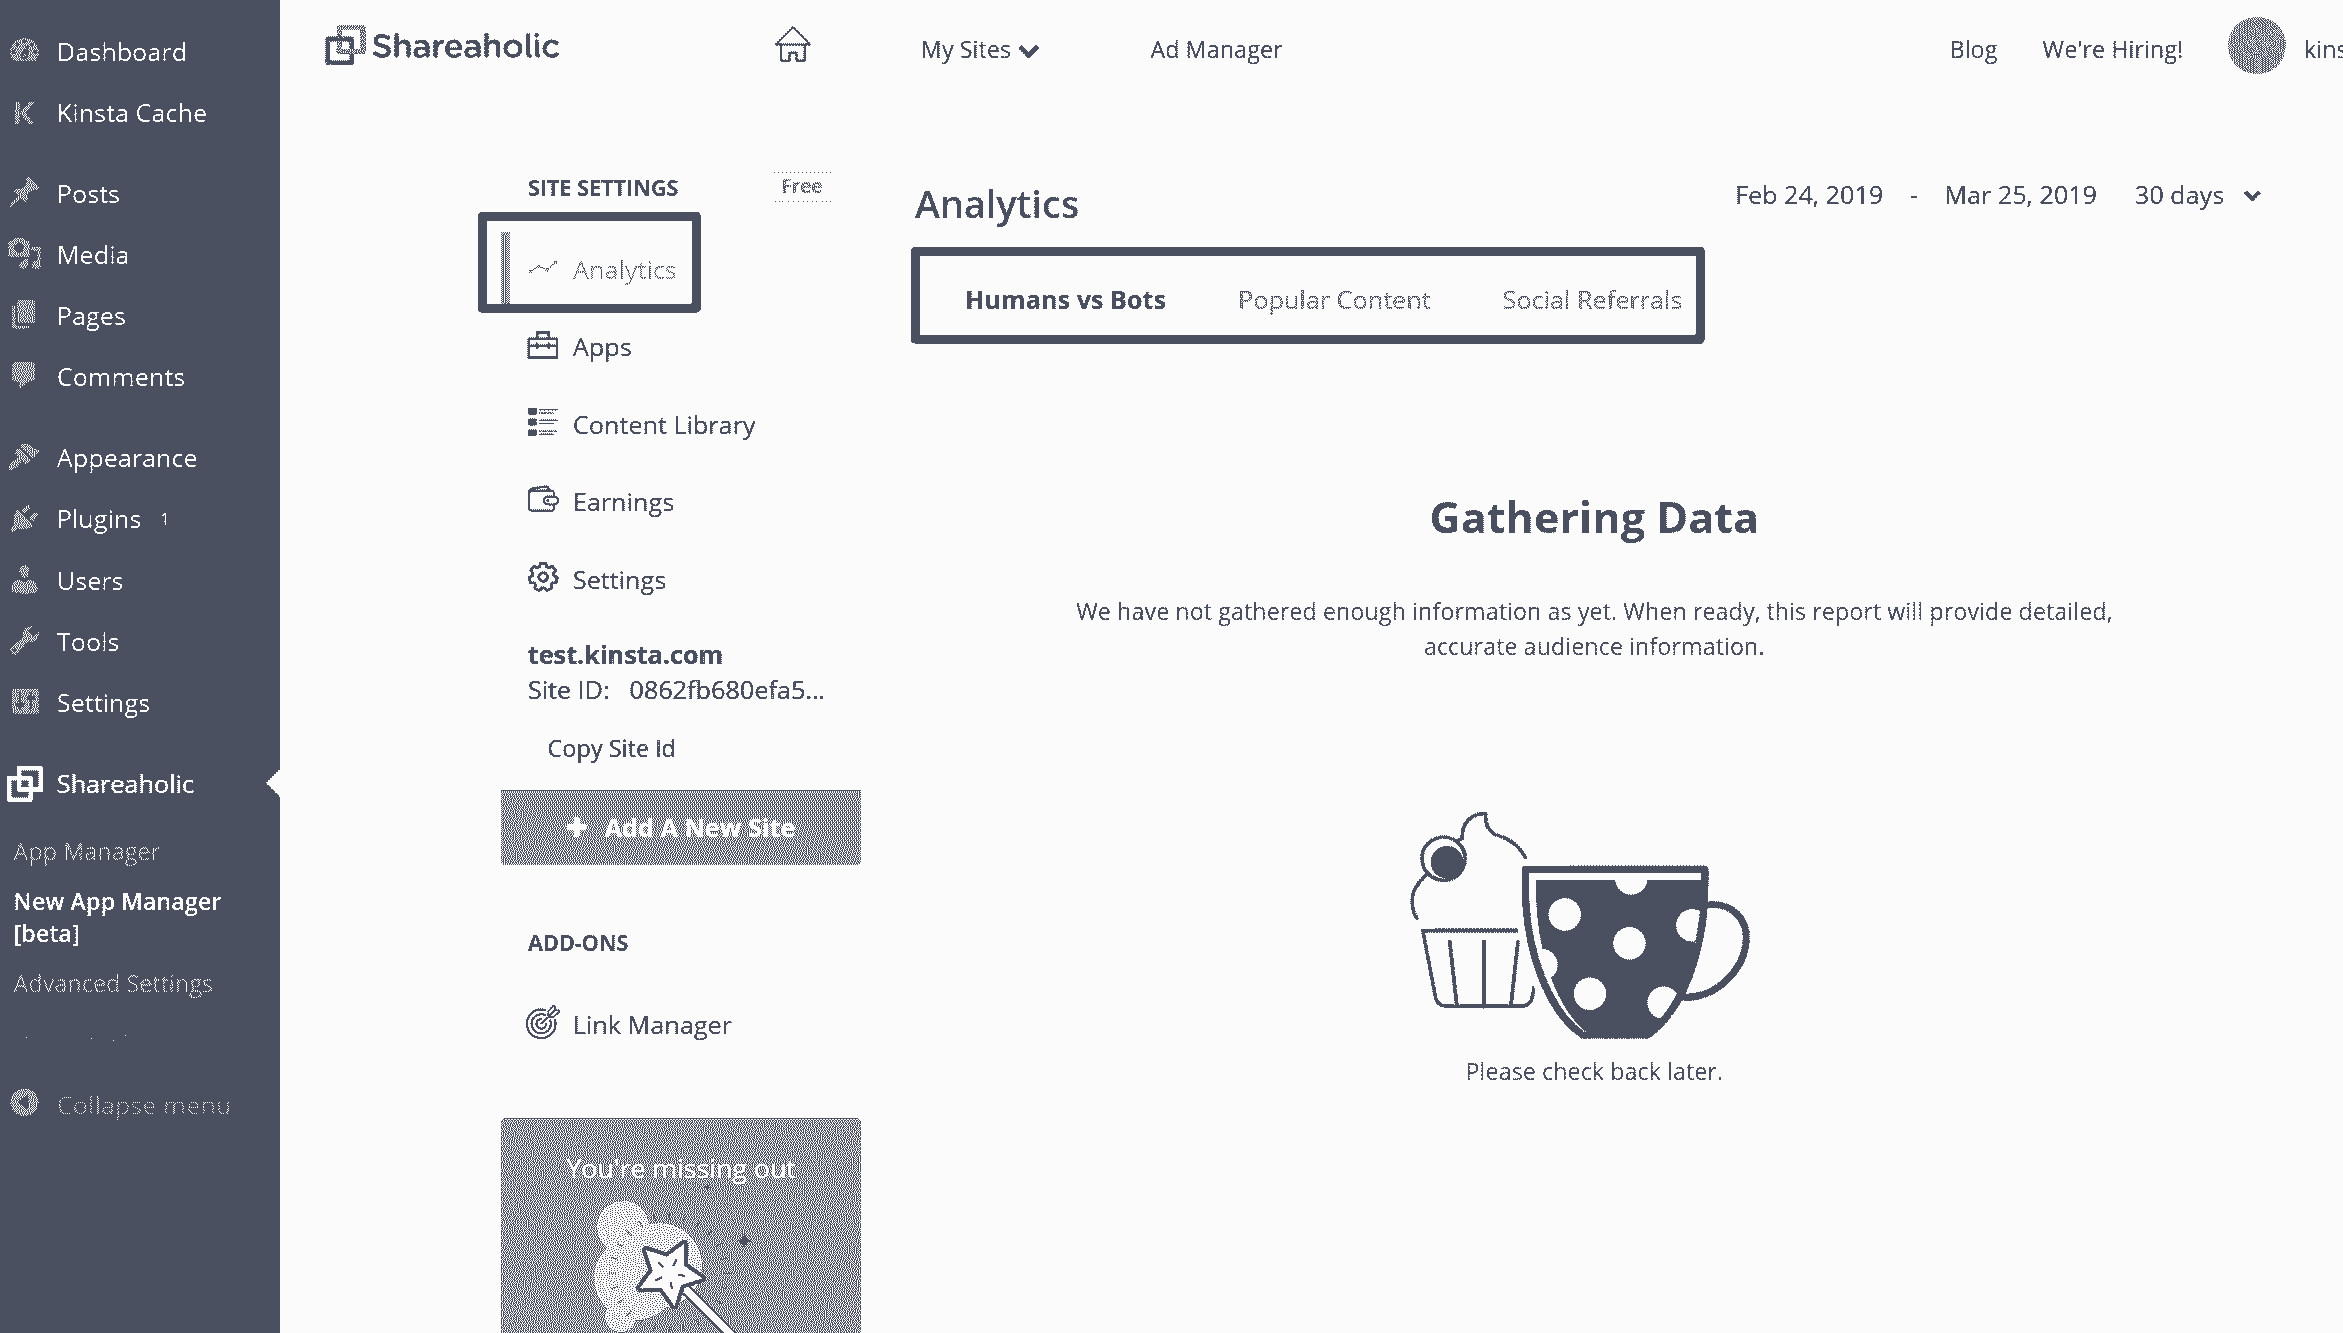 Dashboard
Kinsta Cache
Posts
Media
Pages
Comments
Appearance
Plugins 1
Users
Tools
Settings
Shareaholic
App Manager
New App Manager
[beta]
Advanced Settings
Collapse menu
Shareaholic
My Sites
Ad Manager
Blog
We're Hiring!
kins
SITE SETTINGS
Free
Analytics
Apps
Content Library
Earnings
Settings
test.kinsta.com
Site ID: 0862fb680efa5...
Copy Site Id
+ Add A New Site
ADD-ONS
Link Manager
You're missing out
Analytics
Feb 24, 2019 - Mar 25, 2019 30 days
Humans vs Bots Popular Content Social Referrals
Gathering Data
We have not gathered enough information as yet. When ready, this report will provide detailed,
accurate audience information.
Please check back later.